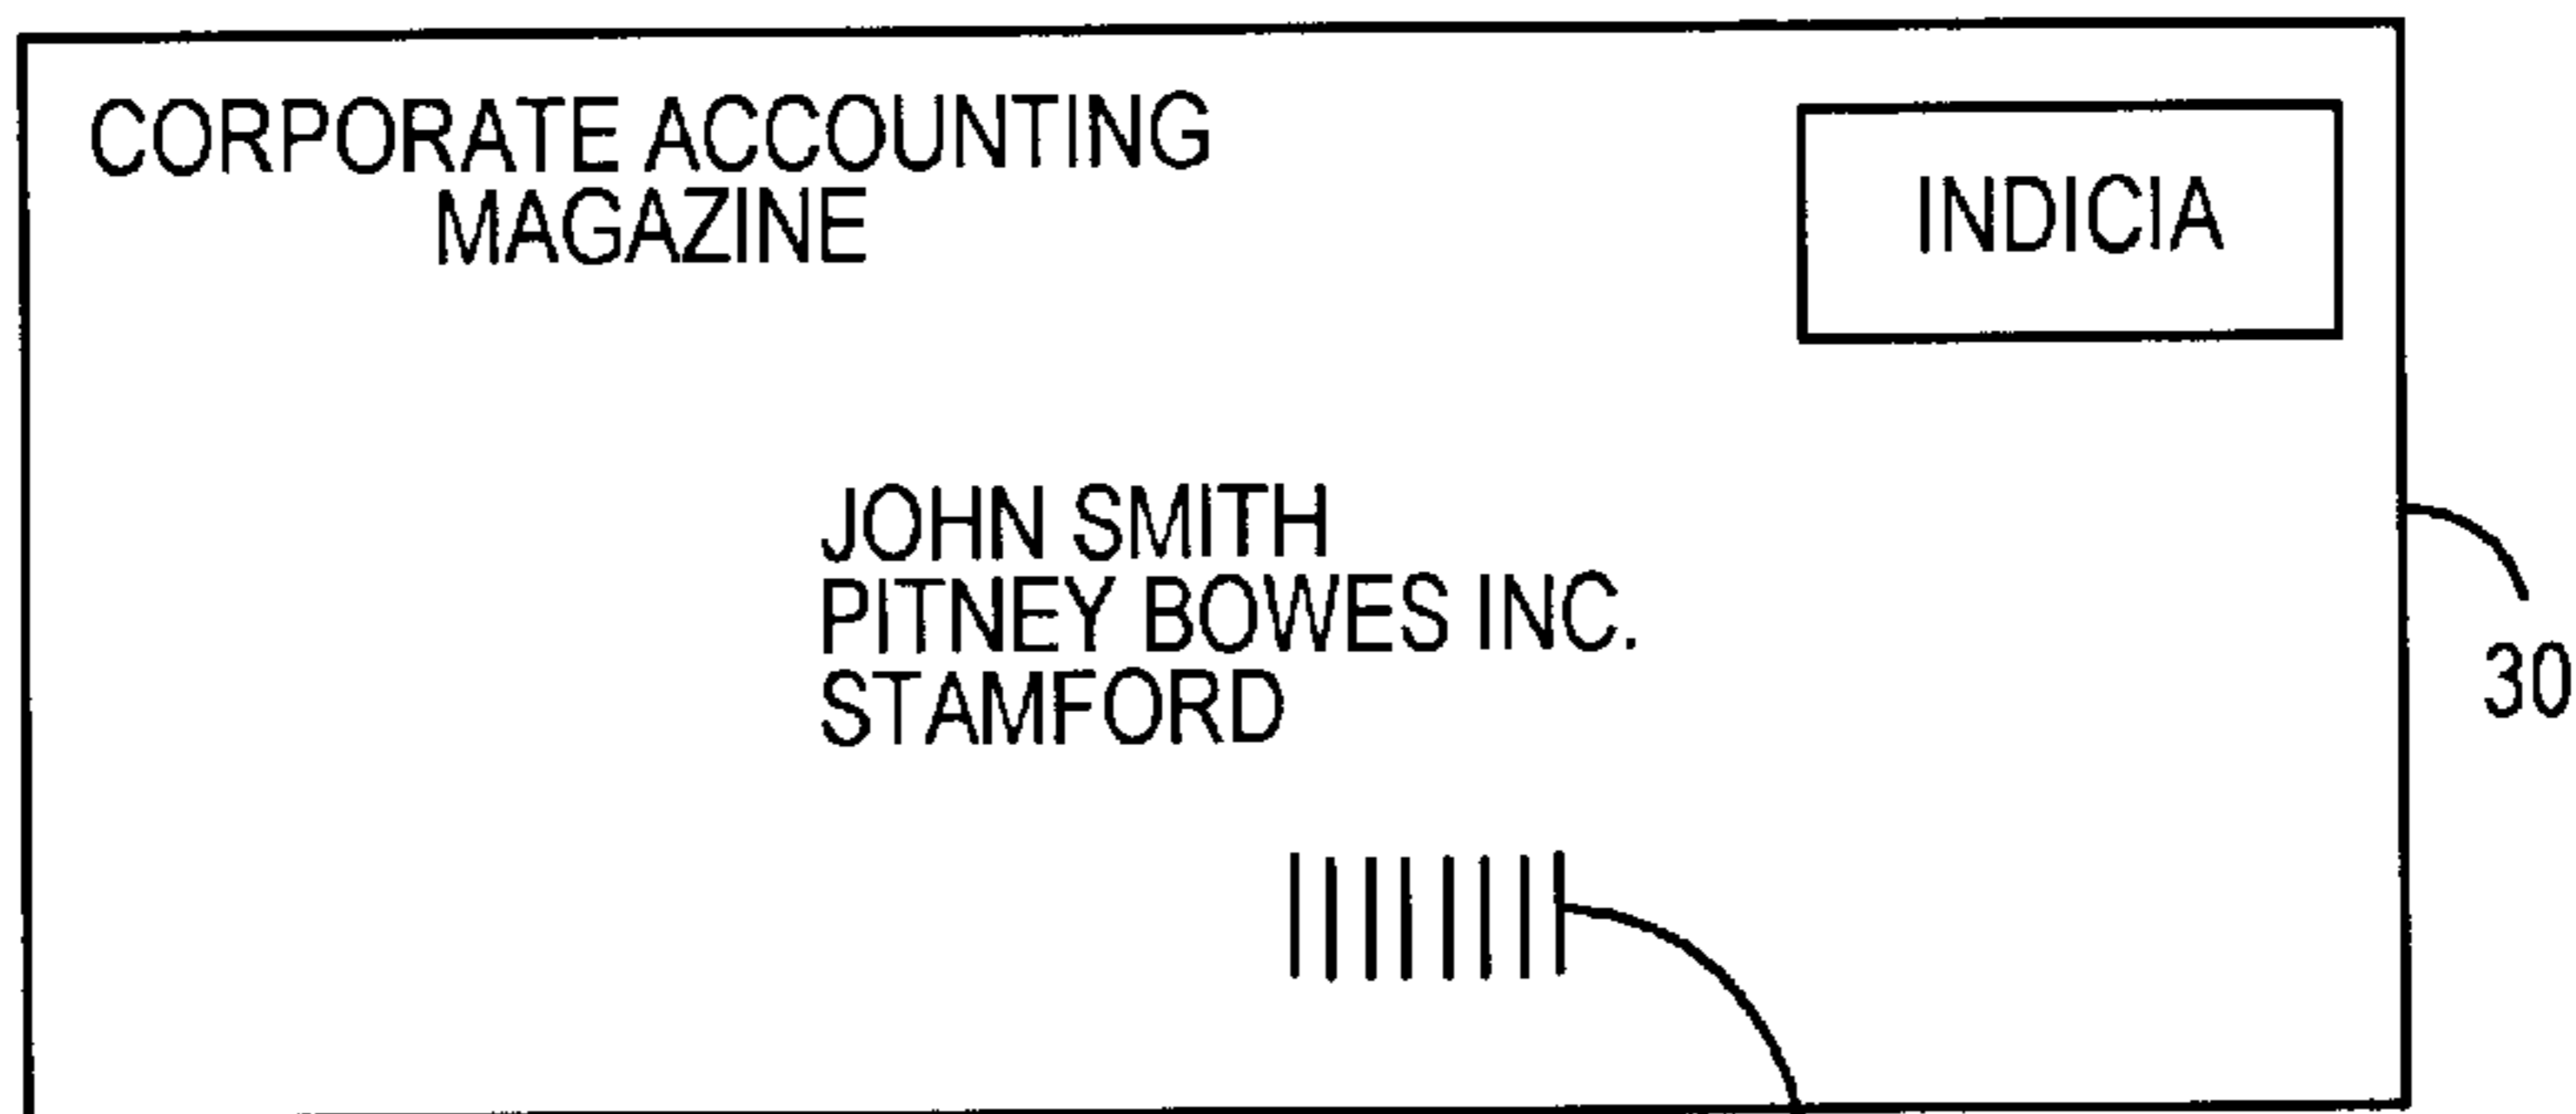 CORPORATE ACCOUNTING
MAGAZINE
INDICIA
JOHN SMITH
PITNEY BOWES INC.
STAMFORD
30